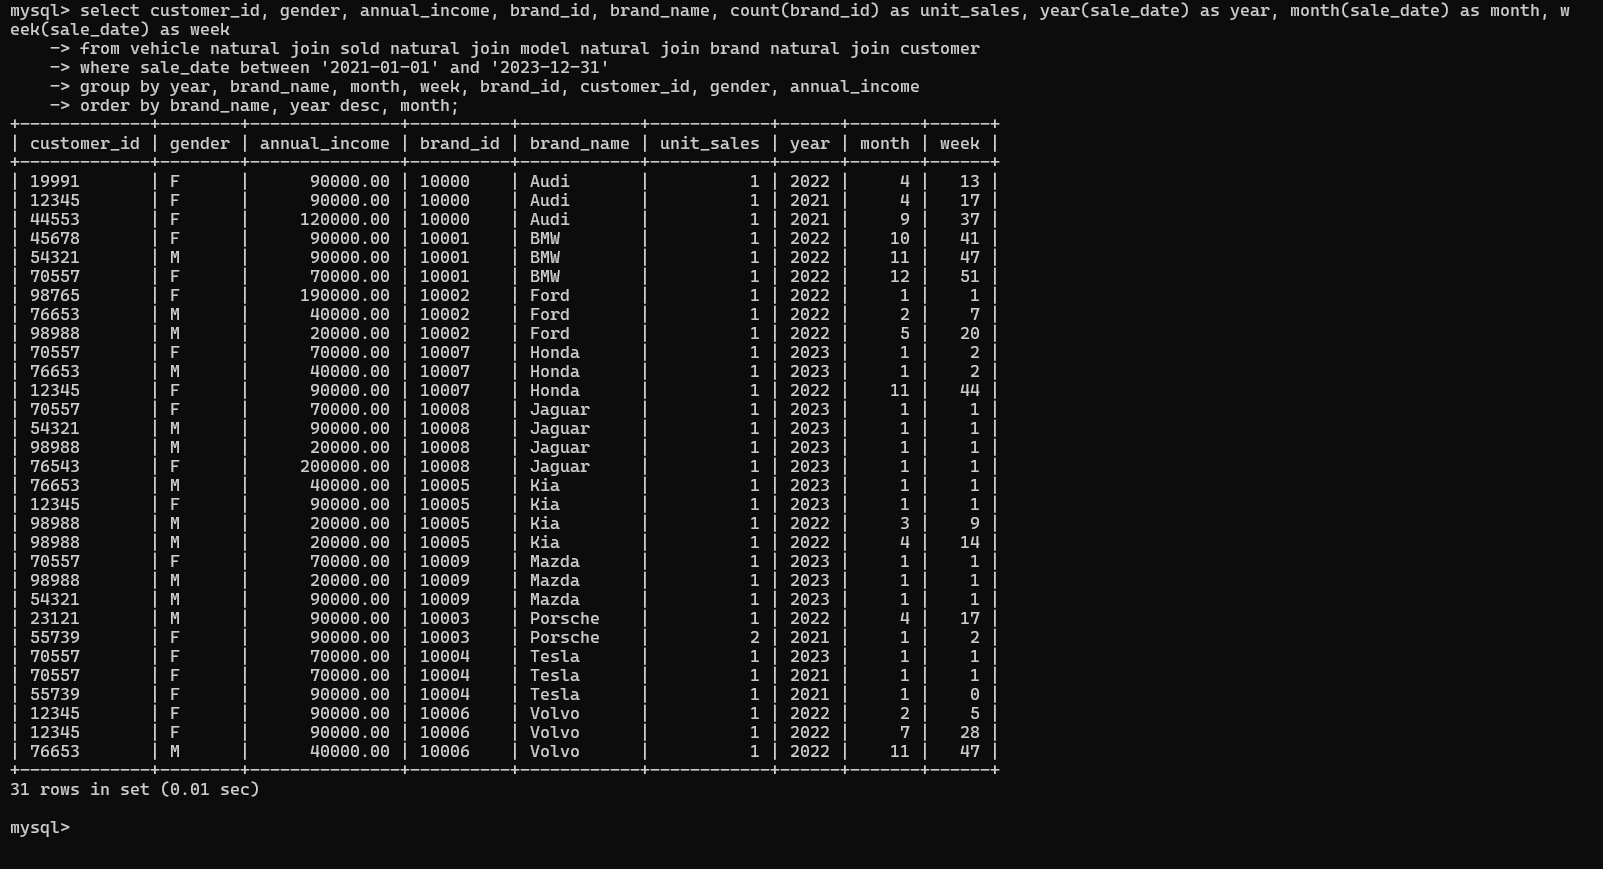 mysql> select customer_id, gender, annual_income, brand_id, brand_name, count(brand_id) as unit_sales, year(sale_date) as year, month(sale_date) as month, w
eek(sale_date) as week
    -> from vehicle natural join sold natural join model natural join brand natural join customer
    -> where sale_date between '2021-01-01' and '2023-12-31'
    -> group by year, brand_name, month, week, brand_id, customer_id, gender, annual_income
    -> order by brand_name, year desc, month;
+-------------+--------+---------------+----------+------------+------------+------+-------+------+
| customer_id | gender | annual_income | brand_id | brand_name | unit_sales | year | month | week |
+-------------+--------+---------------+----------+------------+------------+------+-------+------+
| 19991       | F      |      90000.00 | 10000    | Audi       |          1 | 2022 |     4 |   13 |
| 12345       | F      |      90000.00 | 10000    | Audi       |          1 | 2021 |     4 |   17 |
| 44553       | F      |     120000.00 | 10000    | Audi       |          1 | 2021 |     9 |   37 |
| 45678       | F      |      90000.00 | 10001    | BMW        |          1 | 2022 |    10 |   41 |
| 54321       | M      |      90000.00 | 10001    | BMW        |          1 | 2022 |    11 |   47 |
| 70557       | F      |      70000.00 | 10001    | BMW        |          1 | 2022 |    12 |   51 |
| 98765       | F      |     190000.00 | 10002    | Ford       |          1 | 2022 |     1 |    1 |
| 76653       | M      |      40000.00 | 10002    | Ford       |          1 | 2022 |     2 |    7 |
| 98988       | M      |      20000.00 | 10002    | Ford       |          1 | 2022 |     5 |   20 |
| 70557       | F      |      70000.00 | 10007    | Honda      |          1 | 2023 |     1 |    2 |
| 76653       | M      |      40000.00 | 10007    | Honda      |          1 | 2023 |     1 |    2 |
| 12345       | F      |      90000.00 | 10007    | Honda      |          1 | 2022 |    11 |   44 |
| 70557       | F      |      70000.00 | 10008    | Jaguar     |          1 | 2023 |     1 |    1 |
| 54321       | M      |      90000.00 | 10008    | Jaguar     |          1 | 2023 |     1 |    1 |
| 98988       | M      |      20000.00 | 10008    | Jaguar     |          1 | 2023 |     1 |    1 |
| 76543       | F      |     200000.00 | 10008    | Jaguar     |          1 | 2023 |     1 |    1 |
| 76653       | M      |      40000.00 | 10005    | Kia        |          1 | 2023 |     1 |    1 |
| 12345       | F      |      90000.00 | 10005    | Kia        |          1 | 2023 |     1 |    1 |
| 98988       | M      |      20000.00 | 10005    | Kia        |          1 | 2022 |     3 |    9 |
| 98988       | M      |      20000.00 | 10005    | Kia        |          1 | 2022 |     4 |   14 |
| 70557       | F      |      70000.00 | 10009    | Mazda      |          1 | 2023 |     1 |    1 |
| 98988       | M      |      20000.00 | 10009    | Mazda      |          1 | 2023 |     1 |    1 |
| 54321       | M      |      90000.00 | 10009    | Mazda      |          1 | 2023 |     1 |    1 |
| 23121       | M      |      90000.00 | 10003    | Porsche    |          1 | 2022 |     4 |   17 |
| 55739       | F      |      90000.00 | 10003    | Porsche    |          2 | 2021 |     1 |    2 |
| 70557       | F      |      70000.00 | 10004    | Tesla      |          1 | 2023 |     1 |    1 |
| 70557       | F      |      70000.00 | 10004    | Tesla      |          1 | 2021 |     1 |    1 |
| 55739       | F      |      90000.00 | 10004    | Tesla      |          1 | 2021 |     1 |    0 |
| 12345       | F      |      90000.00 | 10006    | Volvo      |          1 | 2022 |     2 |    5 |
| 12345       | F      |      90000.00 | 10006    | Volvo      |          1 | 2022 |     7 |   28 |
| 76653       | M      |      40000.00 | 10006    | Volvo      |          1 | 2022 |    11 |   47 |
+-------------+--------+---------------+----------+------------+------------+------+-------+------+
31 rows in set (0.01 sec)
mysql>